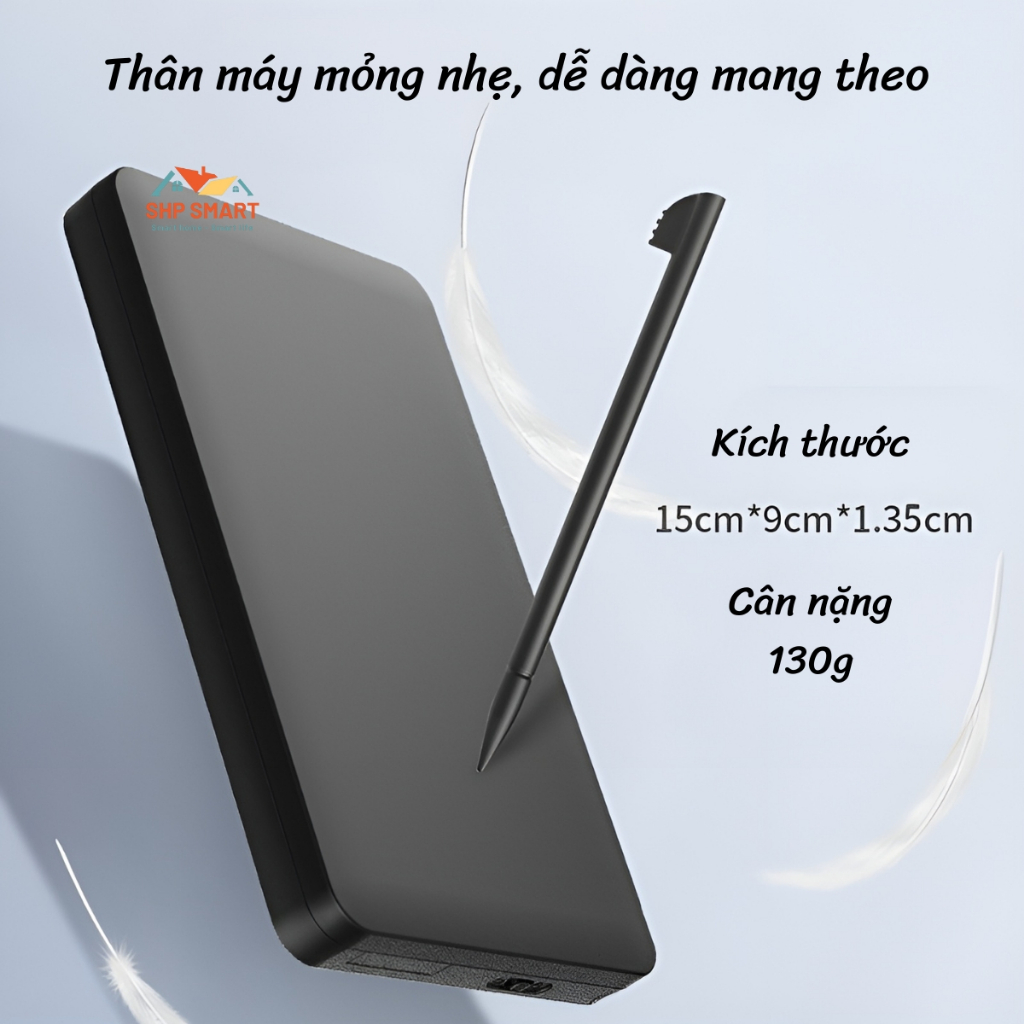 Thân máy mỏng nhẹ, dễ dàng mang theo
SHP SMART
Kích thước
15cm*9cm*1.35cm
Cân nặng
130g